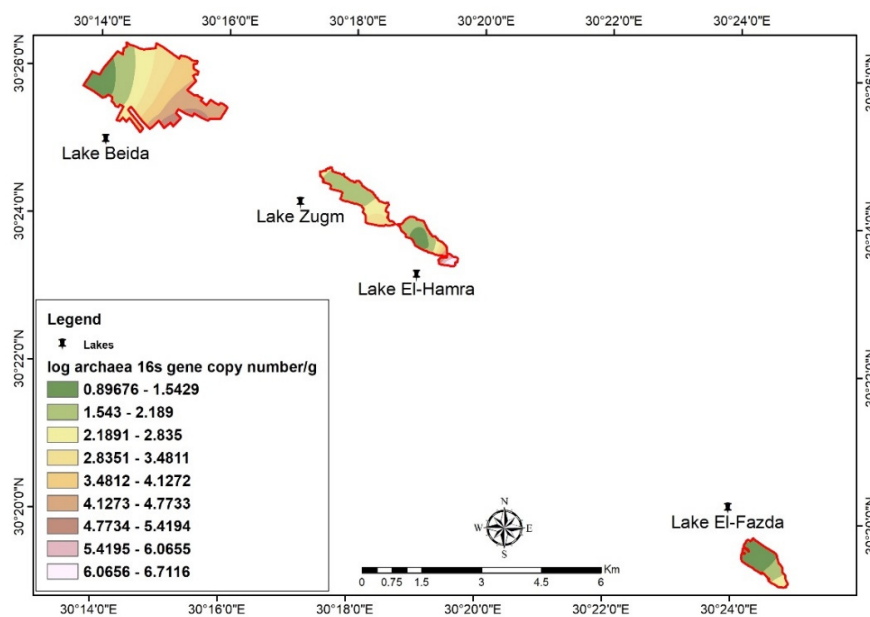 30°14'0"E 30°16'0"E 30°18'0"E 30°20'0"E 30°22'0"E 30°24'0"E
30°26'0"N
30°26'0"N
Lake Beida
30°24'0"N
Lake Zugm
Lake El-Hamra
Legend
Lakes
log archaea 16s gene copy number/g
0.89676 - 1.5429
1.543 - 2.189
2.1891 - 2.835
2.8351 - 3.4811
3.4812 - 4.1272
4.1273 - 4.7733
4.7734 - 5.4194
5.4195 - 6.0655
6.0656 - 6.7116
30°22'0"N
30°20'0"N
N
W E
S
Km
0 0.75 1.5 3 4.5 6
Lake El-Fazda
30°14'0"E 30°16'0"E 30°18'0"E 30°20'0"E 30°22'0"E 30°24'0"E